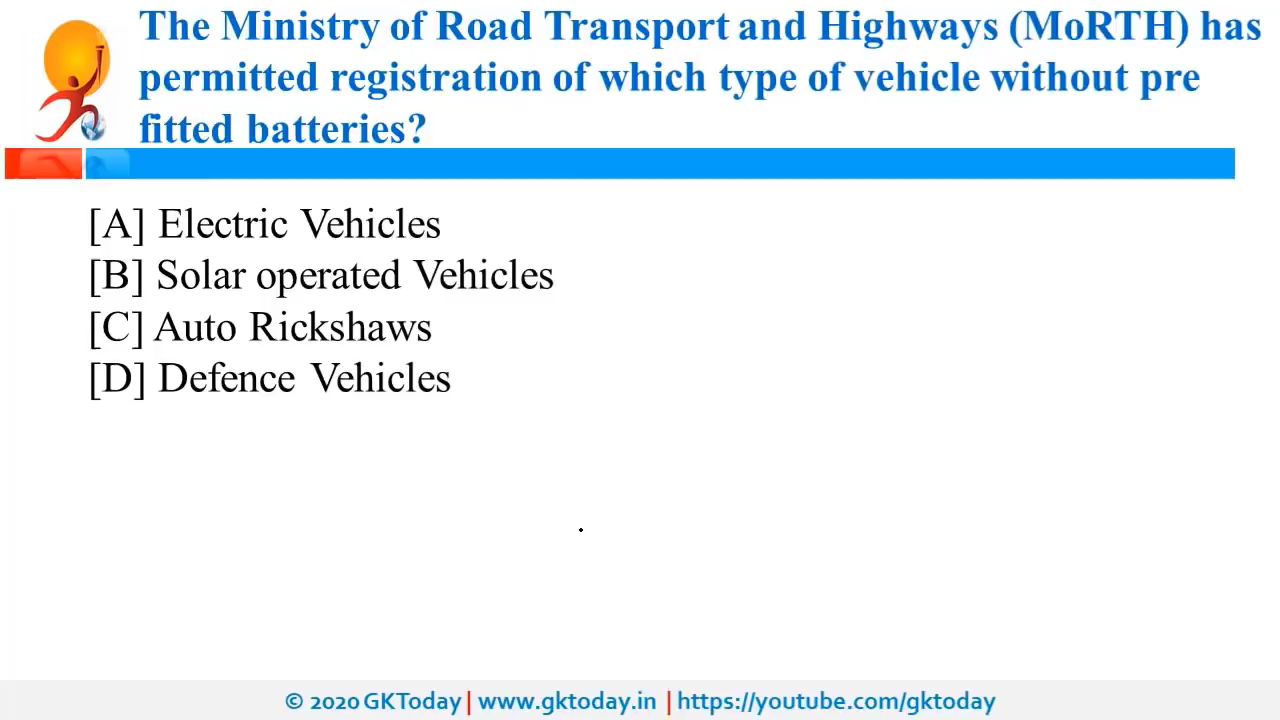 The Ministry of Road Transport and Highways (MoRTH) has
permitted registration of which type of vehicle without pre
fitted batteries?
[A] Electric Vehicles
[B] Solar operated Vehicles
[C] Auto Rickshaws
[D] Defence Vehicles
© 2020 GKToday | www.gktoday.in | https://youtube.com/gktoday